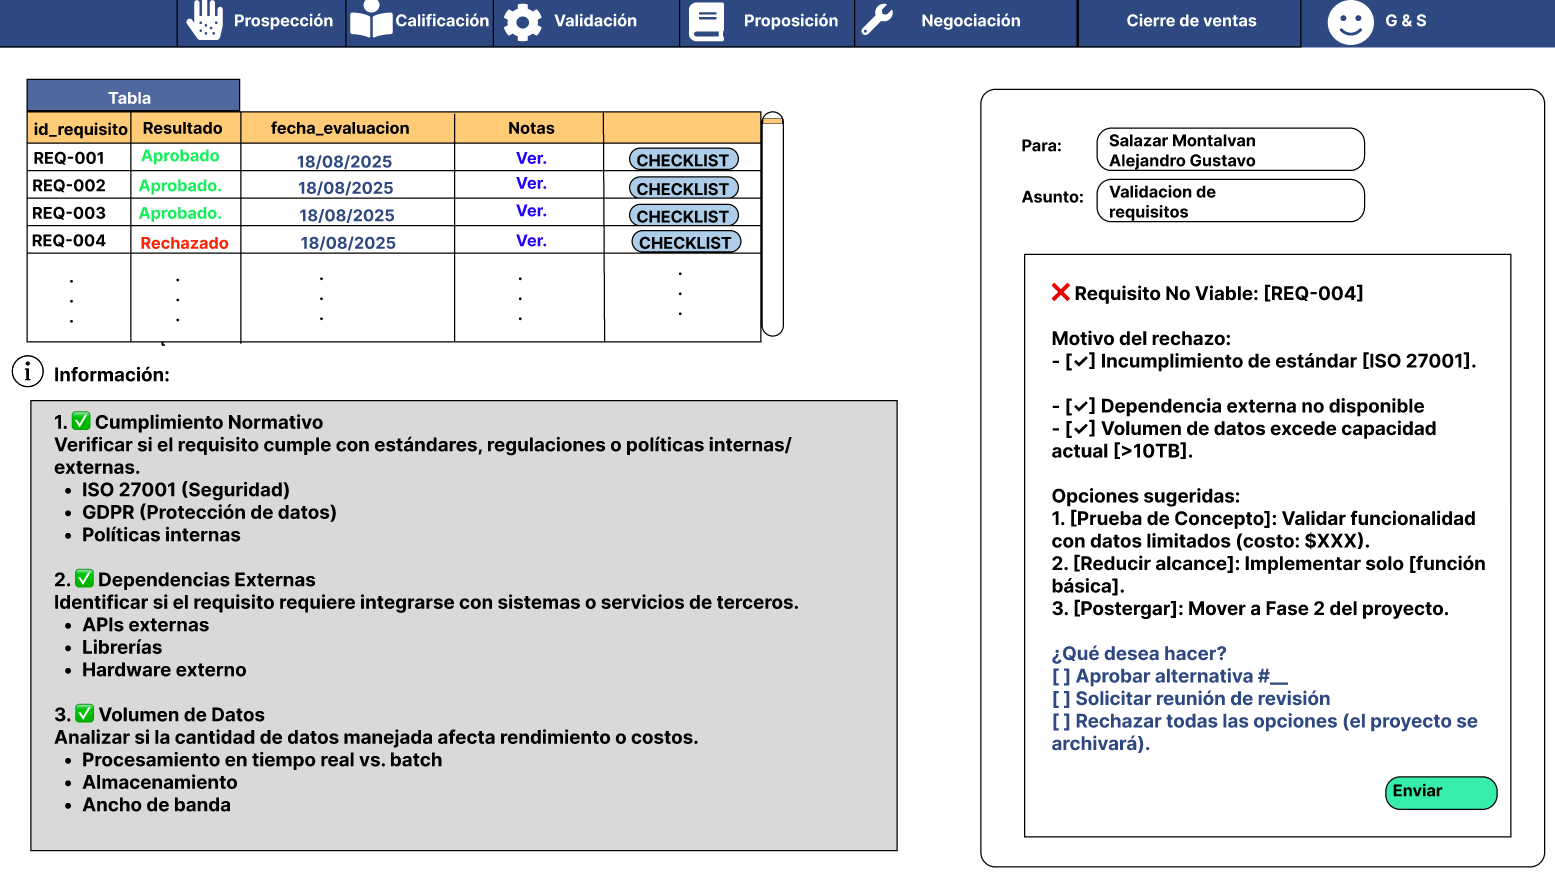 Prospección
Calificación
Validación
Proposición
Negociación
Cierre de ventas
G & S
Tabla
id_requisito Resultado fecha_evaluacion Notas
REQ-001 Aprobado 18/08/2025 Ver. CHECKLIST
REQ-002 Aprobado. 18/08/2025 Ver. CHECKLIST
REQ-003 Aprobado. 18/08/2025 Ver. CHECKLIST
REQ-004 Rechazado 18/08/2025 Ver. CHECKLIST
. . . . .
. . . . .
. . . . .
i Información:
1. ✅ Cumplimiento Normativo
Verificar si el requisito cumple con estándares, regulaciones o políticas internas/
externas.
• ISO 27001 (Seguridad)
• GDPR (Protección de datos)
• Políticas internas
2. ✅ Dependencias Externas
Identificar si el requisito requiere integrarse con sistemas o servicios de terceros.
• APIs externas
• Librerías
• Hardware externo
3. ✅ Volumen de Datos
Analizar si la cantidad de datos manejada afecta rendimiento o costos.
• Procesamiento en tiempo real vs. batch
• Almacenamiento
• Ancho de banda
Para: Salazar Montalvan
Alejandro Gustavo
Asunto: Validacion de
requisitos
❌ Requisito No Viable: [REQ-004]
Motivo del rechazo:
- [✓] Incumplimiento de estándar [ISO 27001].
- [✓] Dependencia externa no disponible
- [✓] Volumen de datos excede capacidad
actual [>10TB].
Opciones sugeridas:
1. [Prueba de Concepto]: Validar funcionalidad
con datos limitados (costo: $XXX).
2. [Reducir alcance]: Implementar solo [función
básica].
3. [Postergar]: Mover a Fase 2 del proyecto.
¿Qué desea hacer?
[ ] Aprobar alternativa #__
[ ] Solicitar reunión de revisión
[ ] Rechazar todas las opciones (el proyecto se
archivará).
Enviar